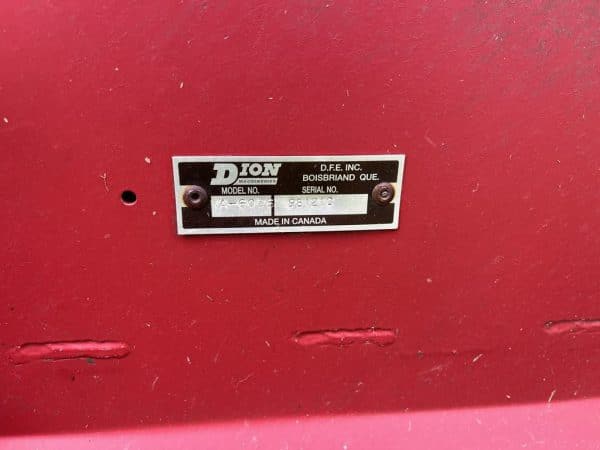 DION
D.F.E. INC.
BOISBRIAND QUE.
MODEL NO. SERIAL NO.
MADE IN CANADA